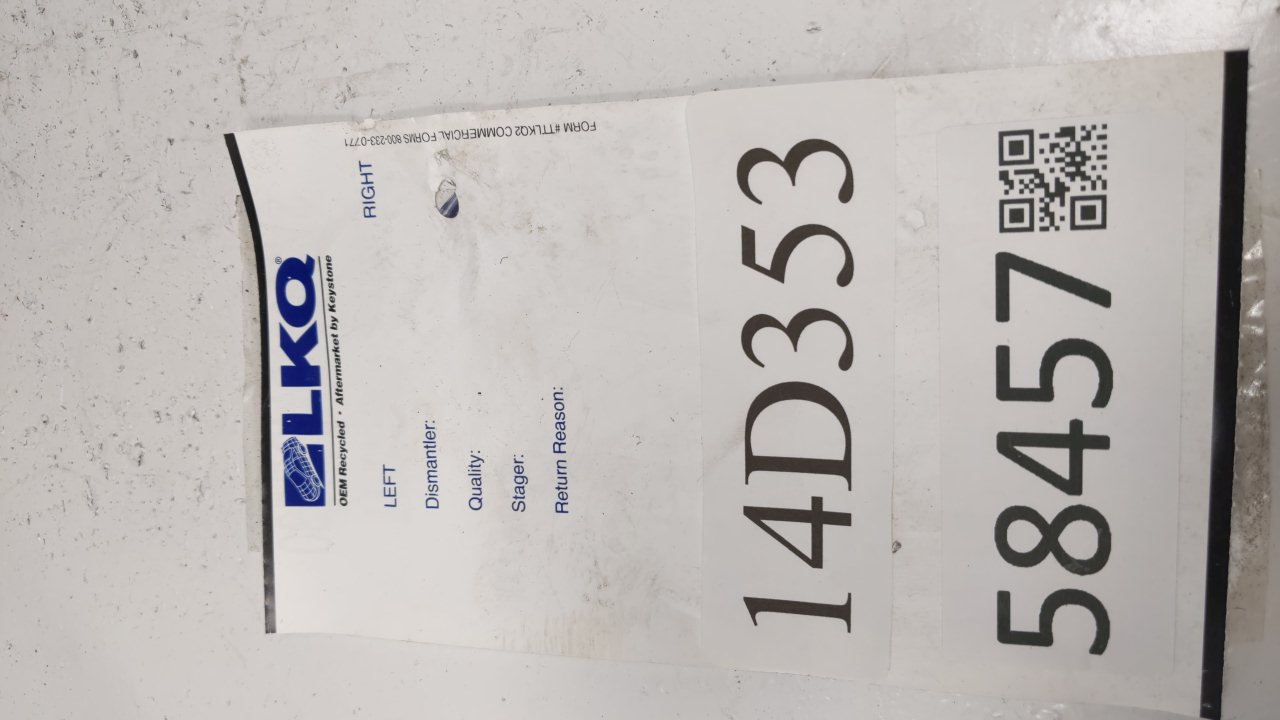 LKQ®
OEM Recycled • Aftermarket by Keystone
LEFT RIGHT
Dismantler:
Quality:
Stager:
Return Reason:
FORM #TTLKQ2 COMMERCIAL FORMS 800-233-0771
14D353
58457